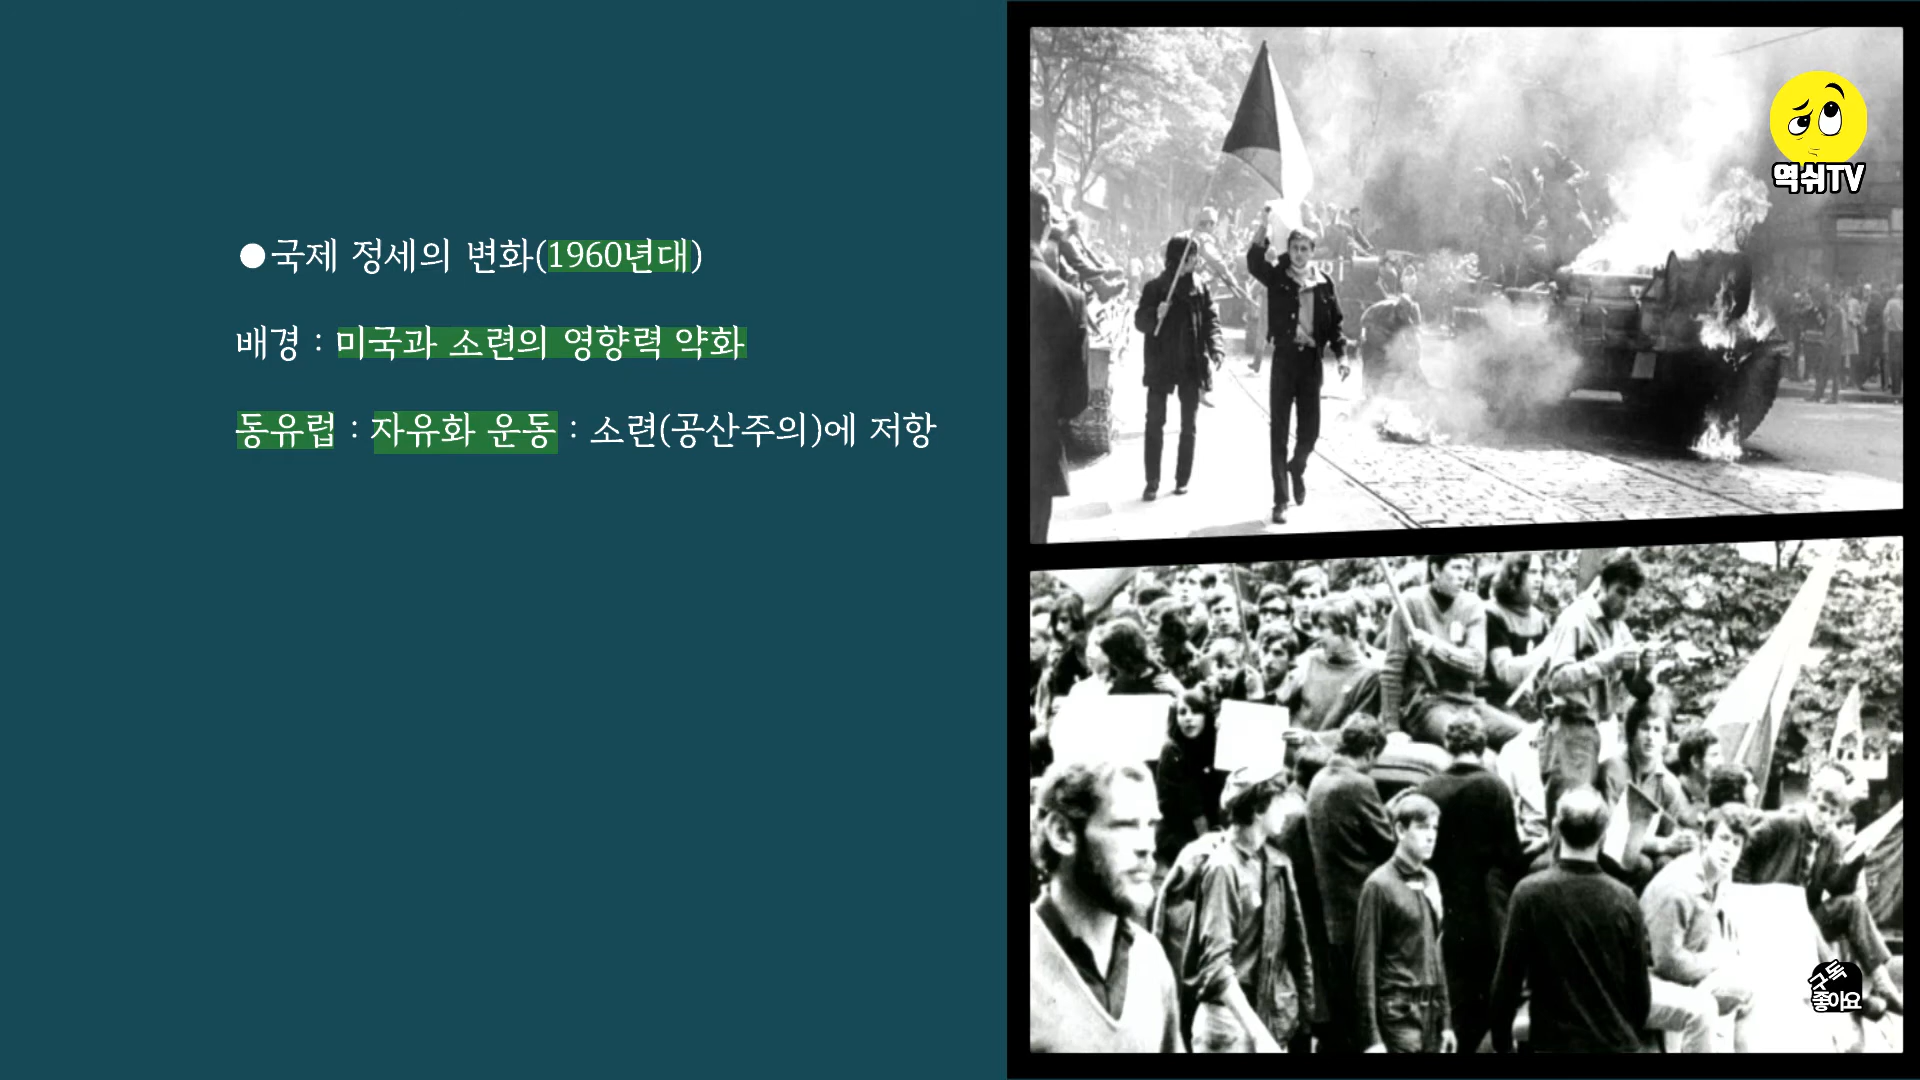 ●국제 정세의 변화(1960년대)
배경 : 미국과 소련의 영향력 약화
동유럽 : 자유화 운동 : 소련(공산주의)에 저항
역쉬TV
구독
좋아요